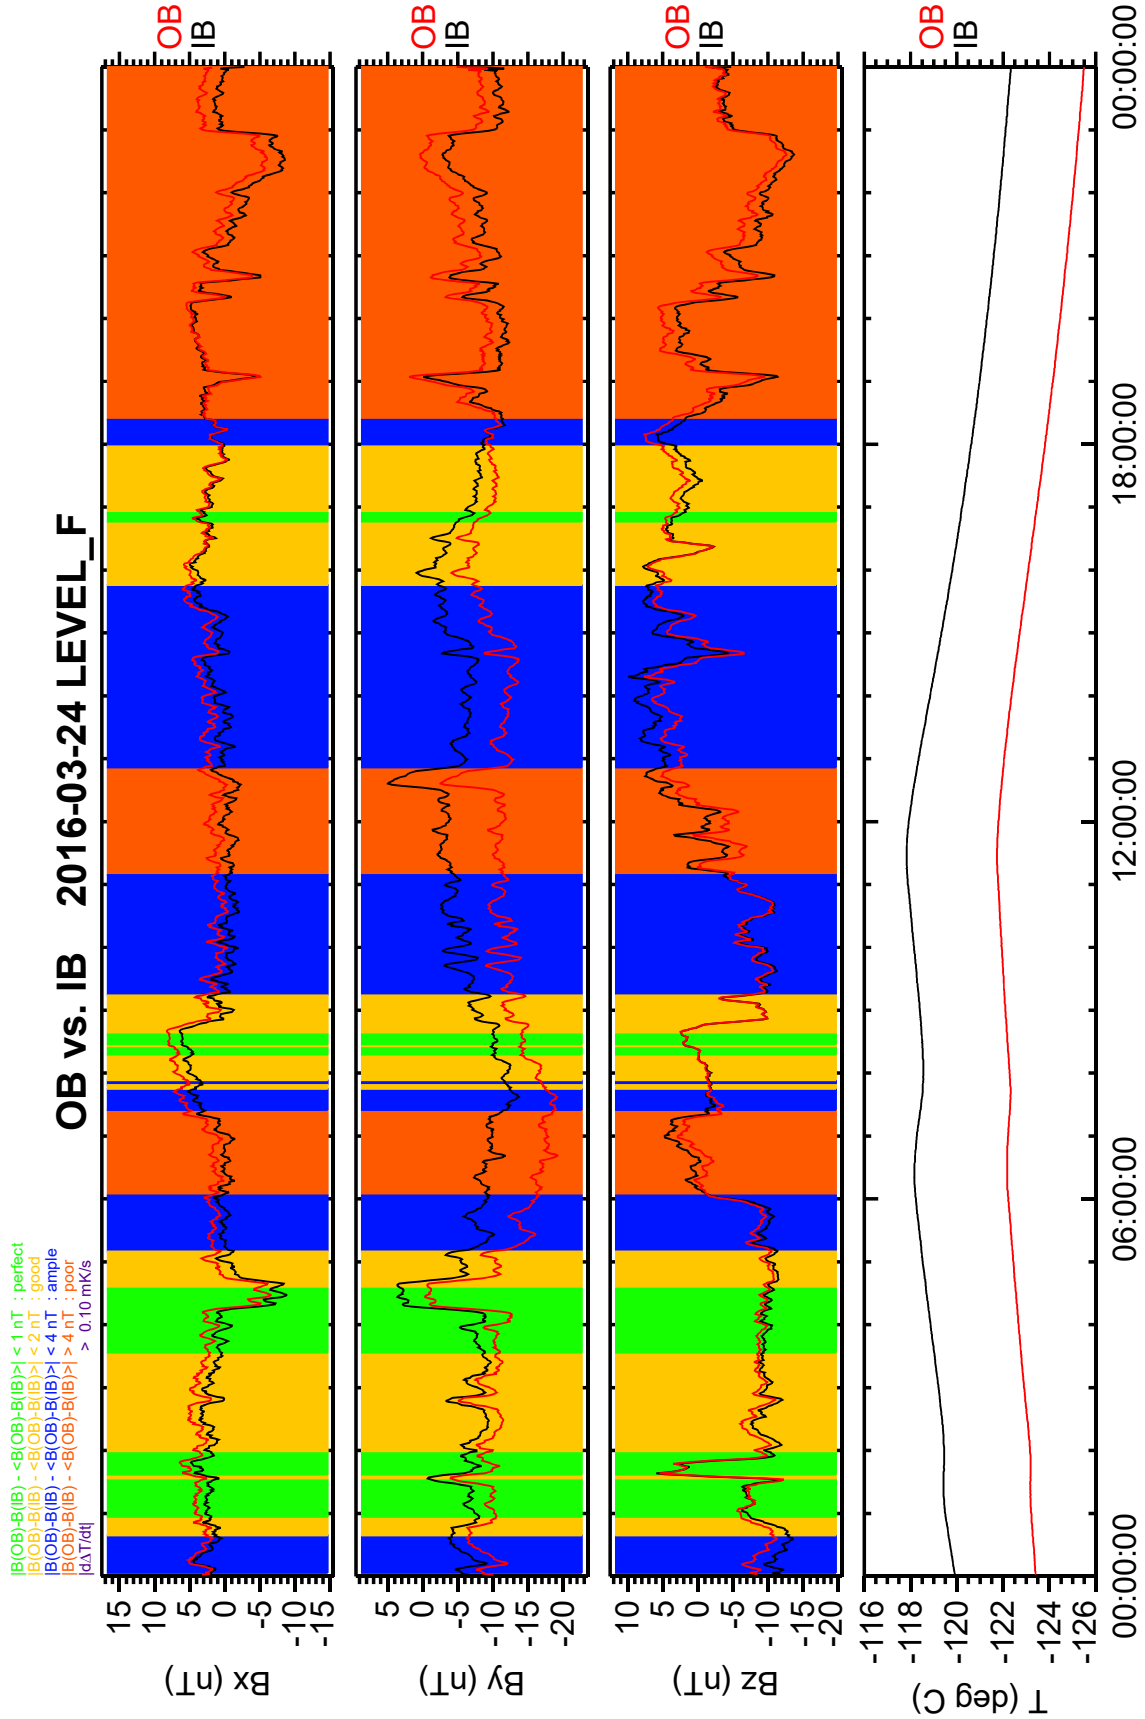 |B(OB)-B(IB) - <B(OB)-B(IB)>| < 1 nT : perfect
|B(OB)-B(IB) - <B(OB)-B(IB)>| < 2 nT : good
|B(OB)-B(IB) - <B(OB)-B(IB)>| < 4 nT : ample
|B(OB)-B(IB) - <B(OB)-B(IB)>| > 4 nT : poor
|dΔT/dt| > 0.10 mK/s
OB vs. IB 2016-03-24 LEVEL_F
Bx (nT)
15
10
5
0
-5
-10
-15
OB
IB
By (nT)
5
0
-5
-10
-15
-20
OB
IB
Bz (nT)
10
5
0
-5
-10
-15
-20
OB
IB
T (deg C)
-116
-118
-120
-122
-124
-126
OB
IB
00:00:00
06:00:00
12:00:00
18:00:00
00:00:00